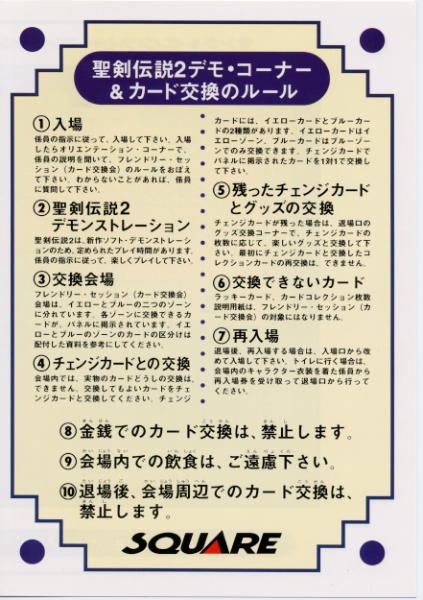 聖剣伝説2デモ・コーナー
&カード交換のルール
①入場
係員の指示に従って、入場して下さい。入場
したらオリエンテーション・コーナーで、
係員の説明を聞いて、フレンドリー・セッ
ション(カード交換会)のルールをおぼえ
て下さい。わからないことがあれば、係員
に質問して下さい。
②聖剣伝説2
デモンストレーション
聖剣伝説2は、新作ソフト・デモンストレーシ
ョンのため、定められたプレイ時間があります。
係員の指示に従って、楽しくプレイして下さい。
③交換会場
フレンドリー・セッション(カード交換会)
会場は、イエローとブルーの二つのゾーン
に分れています。各ゾーンに交換できるカ
ードが、パネルに掲示されています。イエ
ローとブルーのゾーンのカードの区分けは
配付した資料を参考にしてください。
④チェンジカードとの交換
会場内では、実物のカードどうしの交換は、
できません。交換してもよいカードをチェ
ンジカードと交換してください。チェンジ
カードには、イエローカードとブルーカー
ドの2種類があります。イエローカードはイ
エローゾーン、ブルーカードはブルーゾー
ンでのみ交換できます。チェンジカードで
パネルに掲示されたカードを1対1で交換し
て下さい。
⑤残ったチェンジカード
とグッズの交換
チェンジカードが残った場合は、退場口の
グッズ交換コーナーで、チェンジカードの
枚数に応じて、楽しいグッズと交換して下
さい。最初にチェンジカードと交換したコ
レクションカードの再交換は、できません。
⑥交換できないカード
ラッキーカード、カードコレクション枚数
説明用紙は、フレンドリー・セッション(カ
ード交換会)の対象にはなりません。
⑦再入場
退場後、再入場する場合は、入場口から改
めて入場して下さい。トイレに行く場合は、
会場内のキャラクター衣装を着た係員から
再入場券を受け取って退場口から行って
ください。
⑧金銭でのカード交換は、禁止します。
⑨会場内での飲食は、ご遠慮下さい。
⑩退場後、会場周辺でのカード交換は、
禁止します。
SQUARE